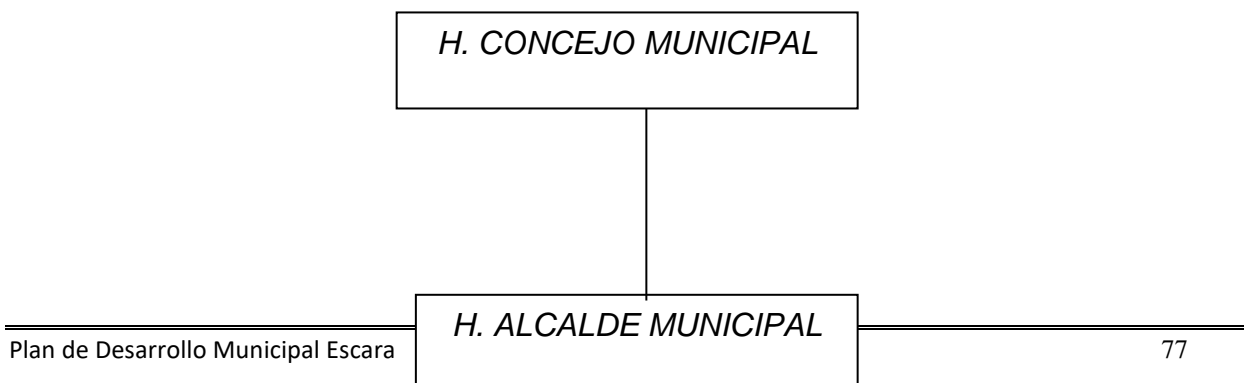 H. CONCEJO MUNICIPAL
H. ALCALDE MUNICIPAL
Plan de Desarrollo Municipal Escara 77